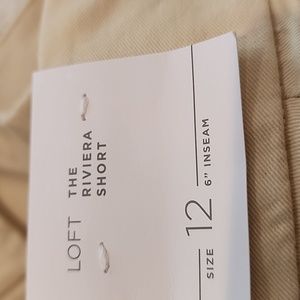 LOFT
THE
RIVIERA
SHORT
SIZE 12 6" INSEAM